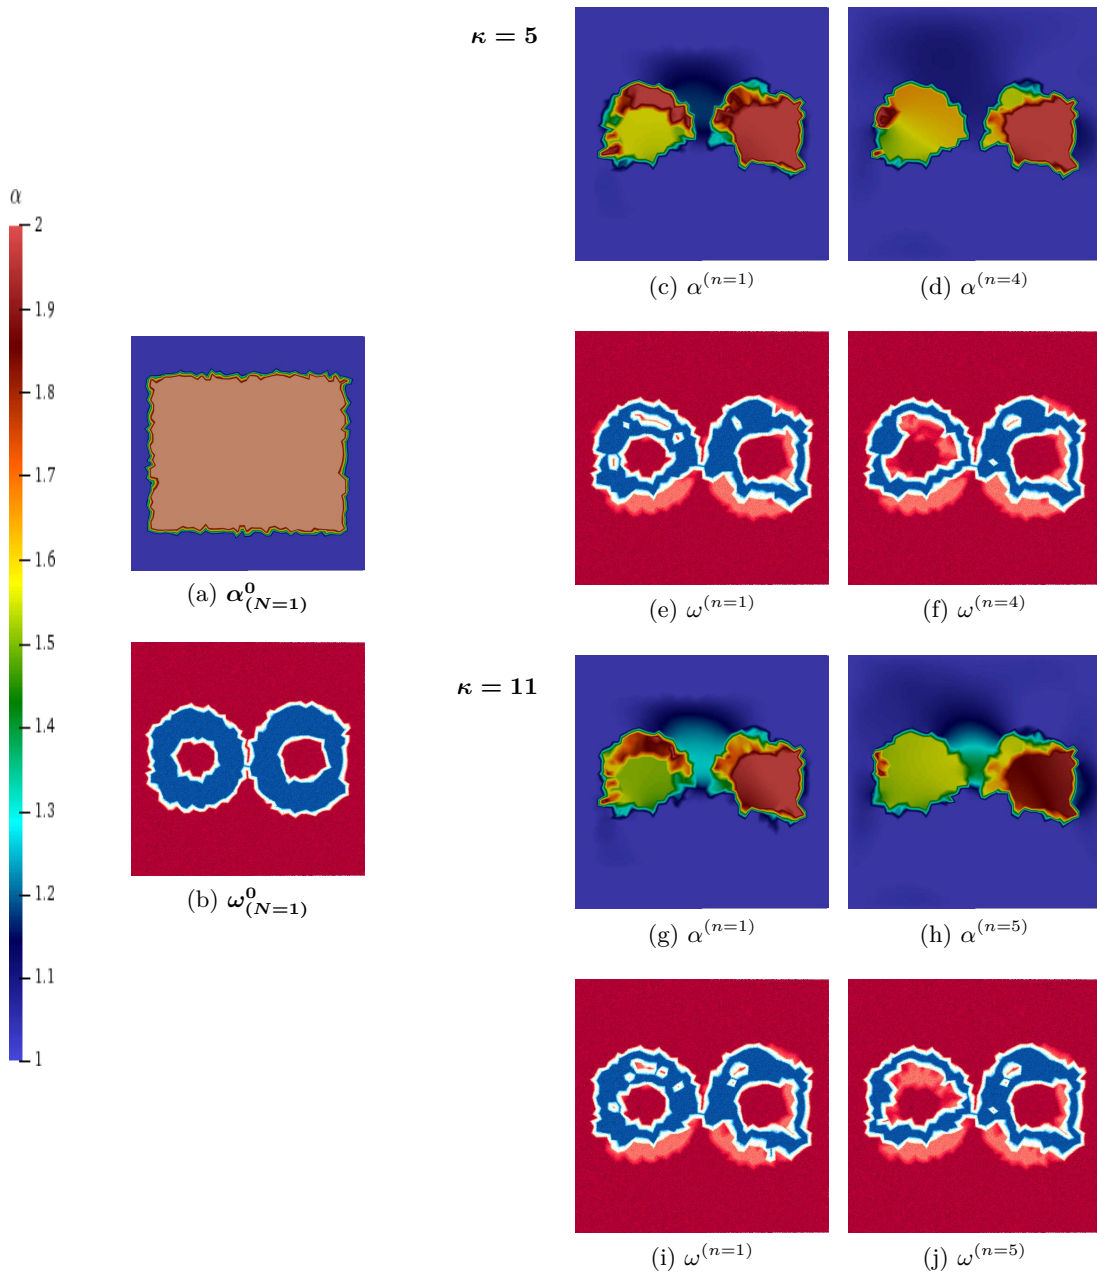 κ = 5
(c) α^(n=1)
(d) α^(n=4)
α
2
1.9
1.8
1.7
1.6
1.5
1.4
1.3
1.2
1.1
1
(a) α^0_(N=1)
(e) ω^(n=1)
(f) ω^(n=4)
(b) ω^0_(N=1)
κ = 11
(g) α^(n=1)
(h) α^(n=5)
(i) ω^(n=1)
(j) ω^(n=5)